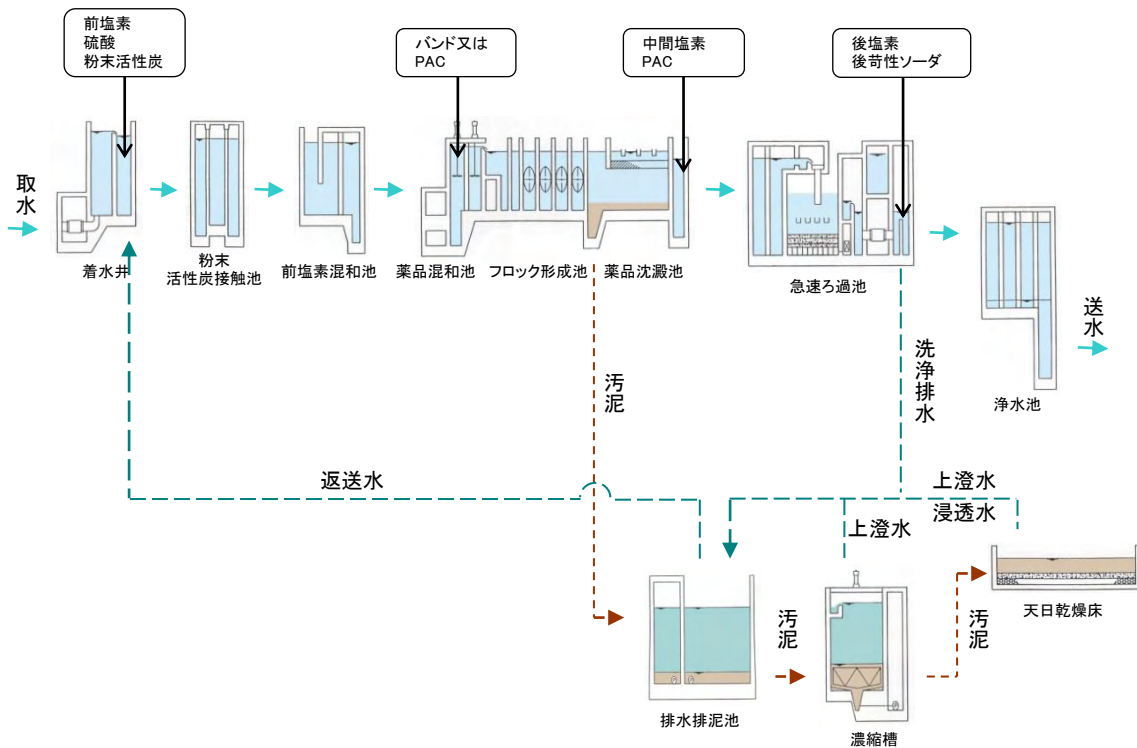 前塩素
硫酸
粉末活性炭
バンド又は
PAC
中間塩素
PAC
後塩素
後苛性ソーダ
取水
着水井
粉末
活性炭接触池
前塩素混和池
薬品混和池
フロック形成池
薬品沈澱池
急速ろ過池
浄水池
送水
汚泥
洗浄排水
返送水
上澄水
浸透水
上澄水
排水排泥池
汚泥
濃縮槽
汚泥
天日乾燥床